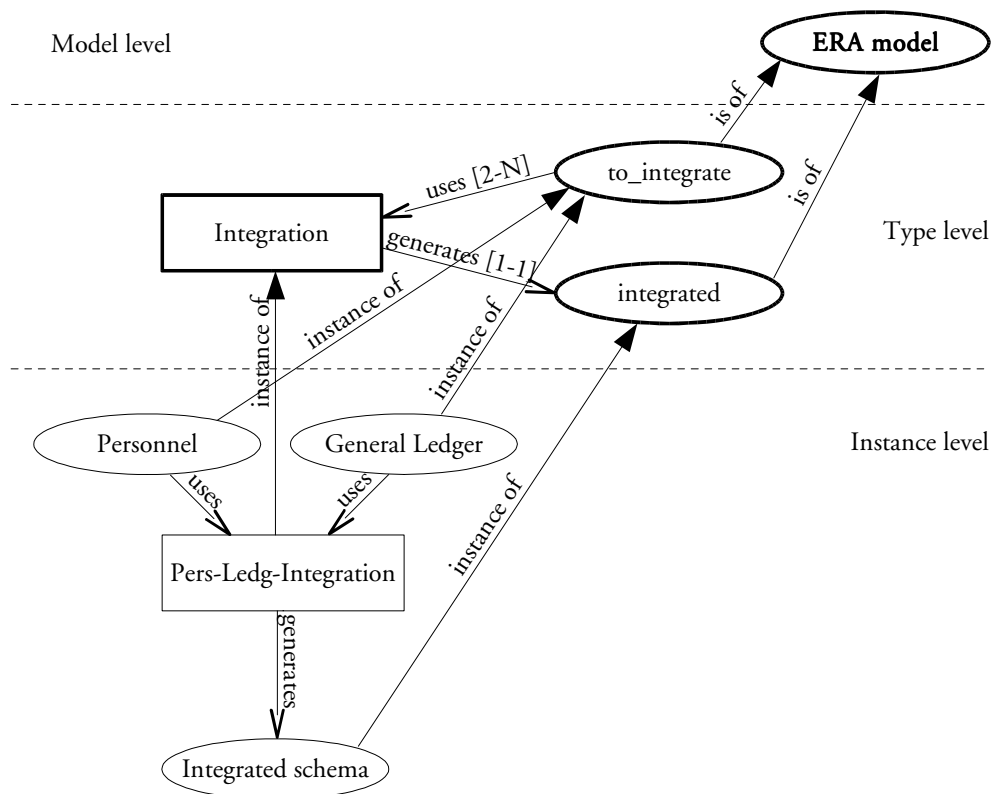 Model level
ERA model
is of
is of
uses [2-N]
to_integrate
Integration
generates [1-1]
integrated
Type level
instance of
instance of
instance of
Personnel
General Ledger
Instance level
uses
uses
instance of
Pers-Ledg-Integration
generates
Integrated schema